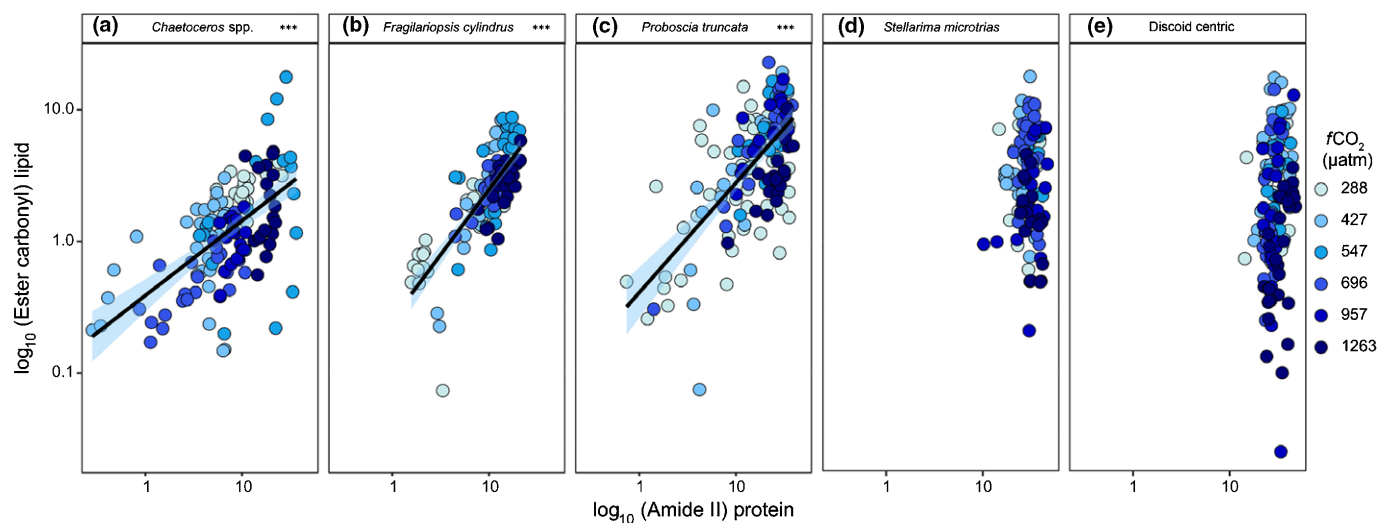 (a) Chaetoceros spp. ***
(b) Fragilariopsis cylindrus ***
(c) Proboscia truncata ***
(d) Stellarima microtrias
(e) Discoid centric
log₁₀ (Ester carbonyl) lipid
10.0
1.0
0.1
1 10
1 10
1 10
1 10
1 10
log₁₀ (Amide II) protein
fCO₂
(µatm)
288
427
547
696
957
1263